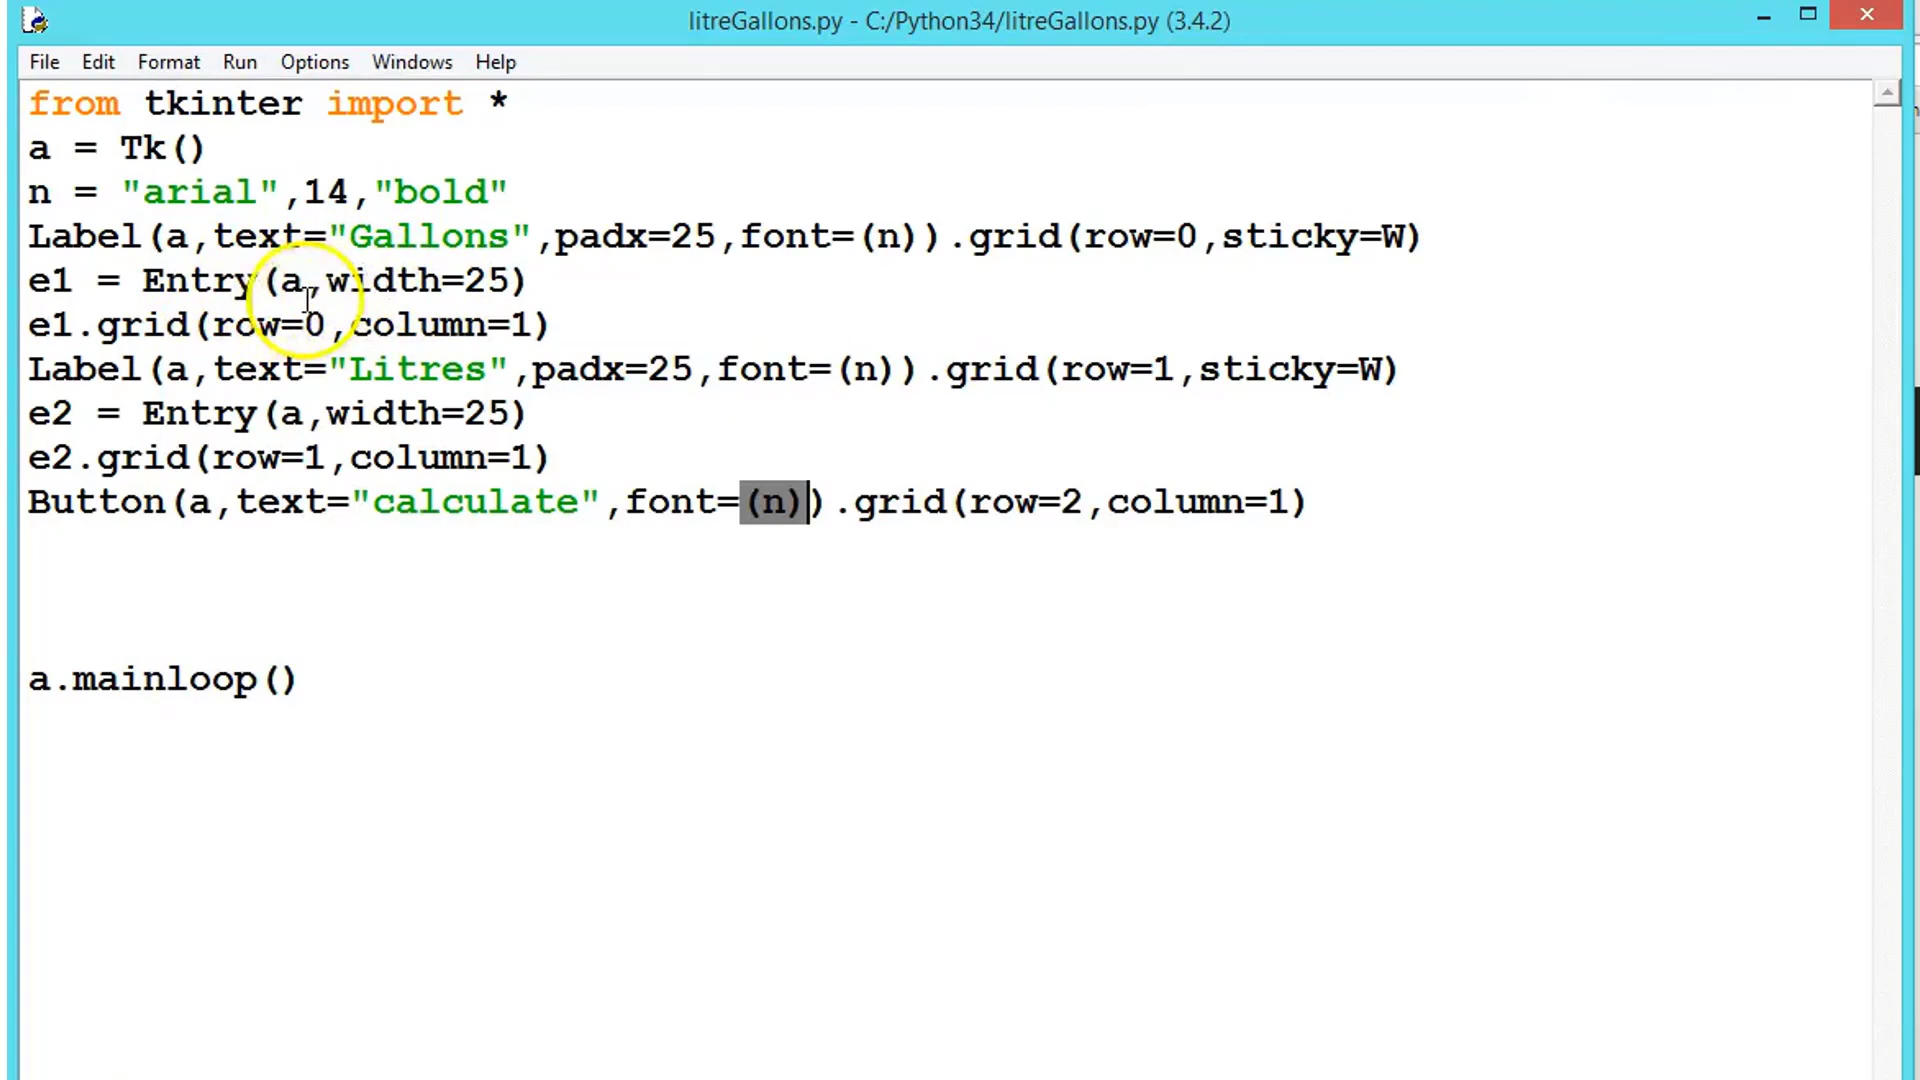 litreGallons.py - C:/Python34/litreGallons.py (3.4.2)
File Edit Format Run Options Windows Help
from tkinter import *
a = Tk()
n = "arial",14,"bold"
Label(a,text="Gallons",padx=25,font=(n)).grid(row=0,sticky=W)
e1 = Entry(a,width=25)
e1.grid(row=0,column=1)
Label(a,text="Litres",padx=25,font=(n)).grid(row=1,sticky=W)
e2 = Entry(a,width=25)
e2.grid(row=1,column=1)
Button(a,text="calculate",font=(n)).grid(row=2,column=1)
a.mainloop()